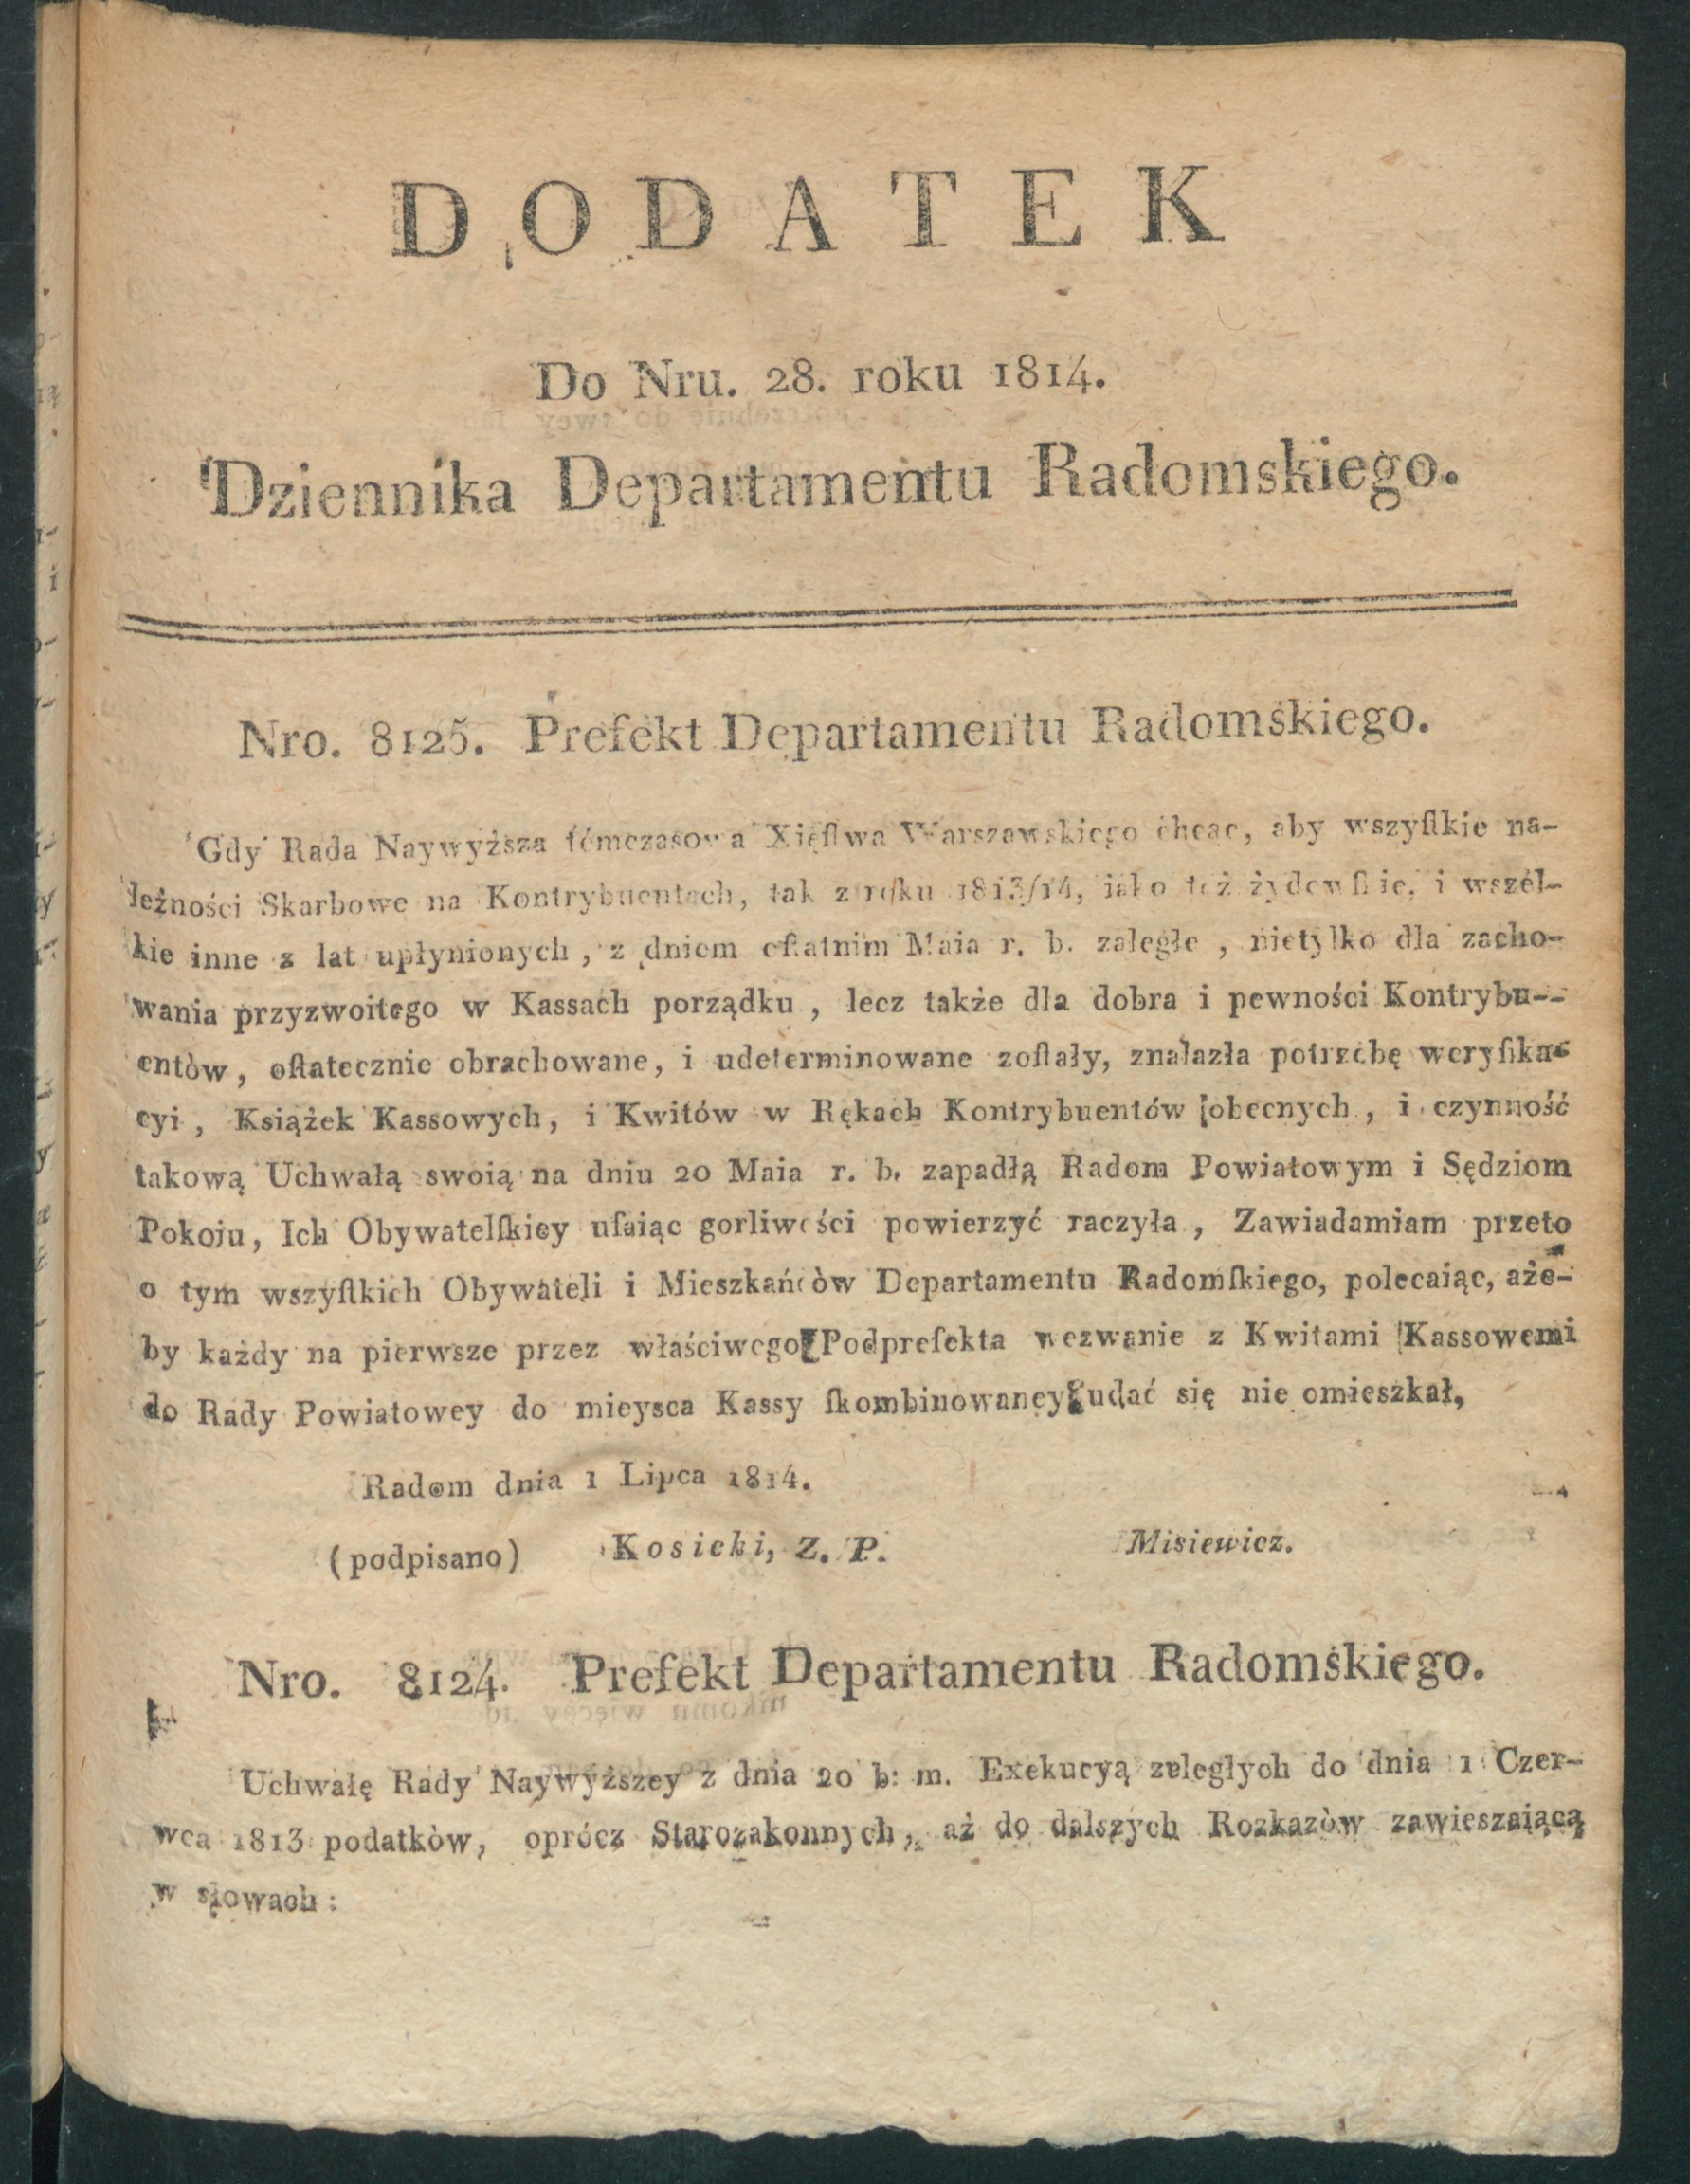 DODATEK
Do Nru. 28. roku 1814.
Dziennika Departamentu Radomskiego.
Nro. 8125. Prefekt Departamentu Radomskiego.
Gdy Rada Naywyższa tómczasowa Xięſtwa Warszawskiego chcąc, aby wszyſtkie na-
leżności Skarbowe na Kontrybuentach, tak z roku 1813/14, iako też żydowſkie, i wszél-
kie inne z lat upłynionych, z dniem oſtatnim Maia r. b. zaległe, nietylko dla zacho-
wania przyzwoitego w Kassach porządku, lecz także dla dobra i pewności Kontrybu--
entòw, oſtatecznie obrachowane, i udeterminowane zoſtały, znalazła potrzebę weryfika-
cyi, Książek Kassowych, i Kwitów w Rękach Kontrybuentów obecnych, i czynność
takową Uchwałą swoią na dniu 20 Maia r. b. zapadłą Radom Powiatowym i Sędziom
Pokoju, Ich Obywatelſkiey ufaiąc gorliwości powierzyć raczyła, Zawiadamiam przeto
o tym wszyſtkich Obywateli i Mieszkańcòw Departamentu Radomſkiego, polecaiąc, aże-
by każdy na pierwsze przez właściwego Podprefekta wezwanie z Kwitami Kassowemi
do Rady Powiatowey do mieysca Kassy ſkombinowaney udać się nie omieszkał,
Radom dnia 1 Lipca 1814.
(podpisano) Kosicki, Z. P. Misiewicz.
Nro. 8124. Prefekt Departamentu Radomskiego.
Uchwałę Rady Naywyższey z dnia 20 b: m. Exekucyą zaległych do dnia 1 Czer-
wca 1813 podatkòw, oprócz Starozakonnych, aż do dalszych Rozkazòw zawieszaiącą
w słowach: